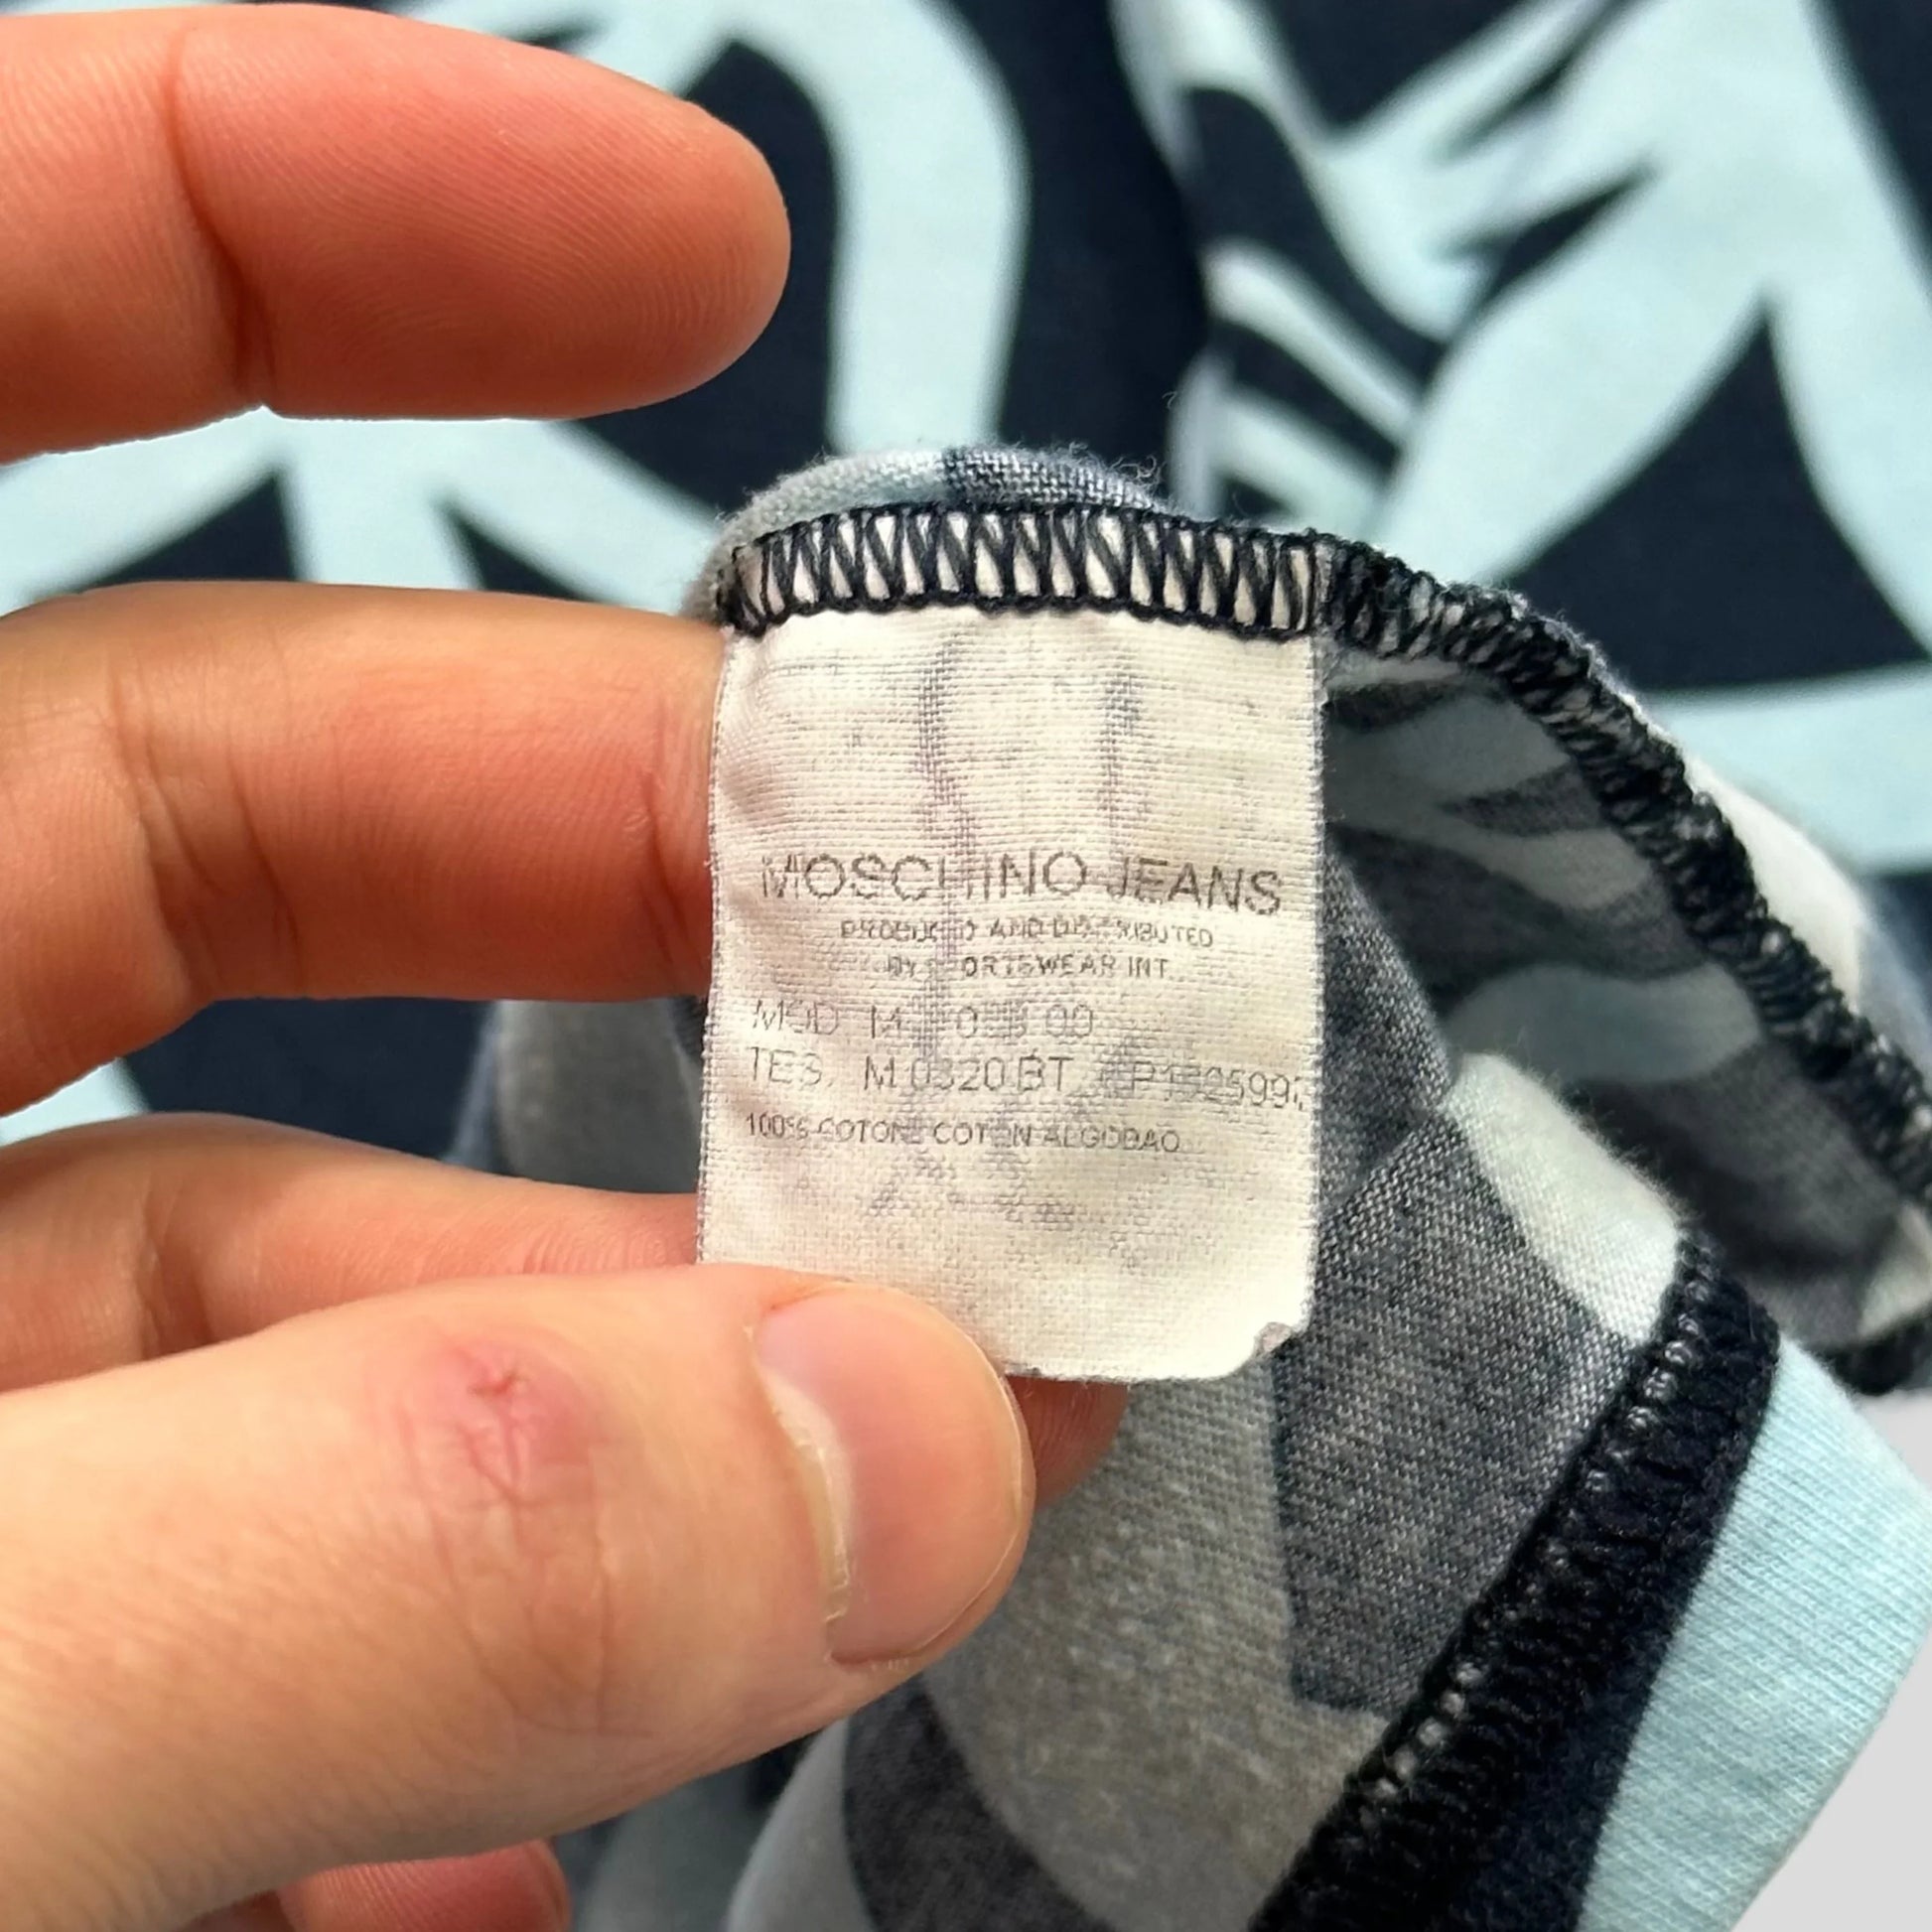 MOSCHINO JEANS
PRODUCED AND DISTRIBUTED
BY SPORTSWEAR INT.
MOD M
TES. M 0320 BT
100% COTONE COTON ALGODAO